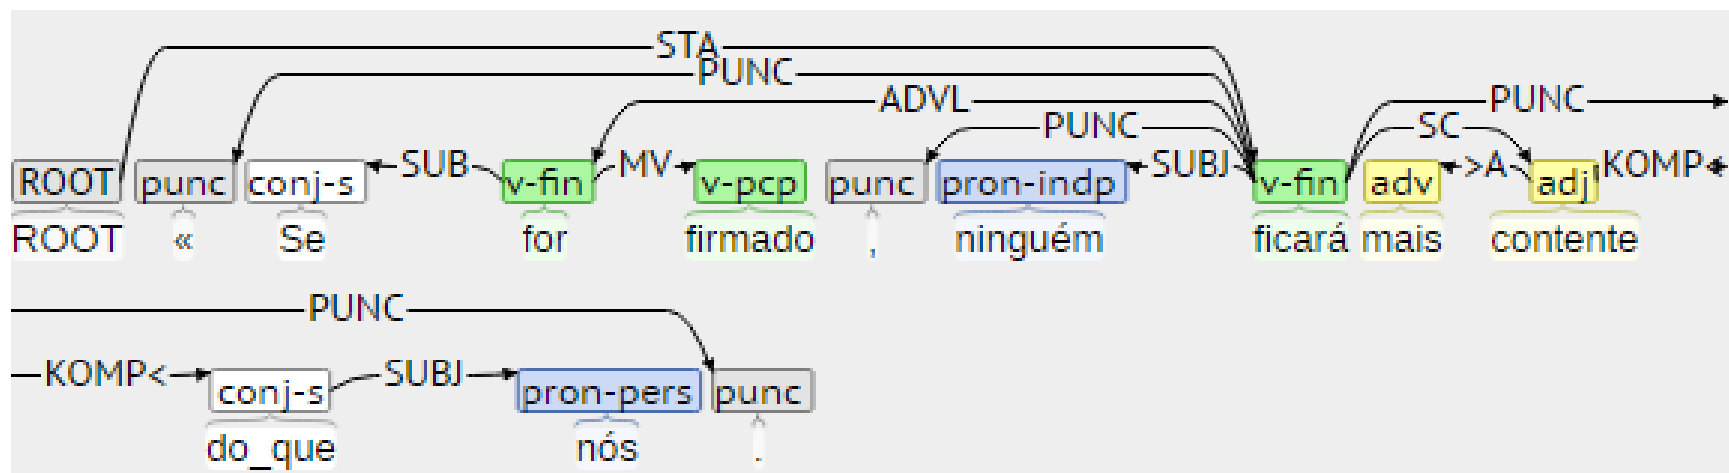 STA
PUNC
ADVL PUNC
PUNC SC
SUB MV SUBJ >A KOMP<
ROOT punc conj-s v-fin v-pcp punc pron-indp v-fin adv adj
ROOT « Se for firmado , ninguém ficará mais contente
PUNC
KOMP< SUBJ
conj-s pron-pers punc
do_que nós .